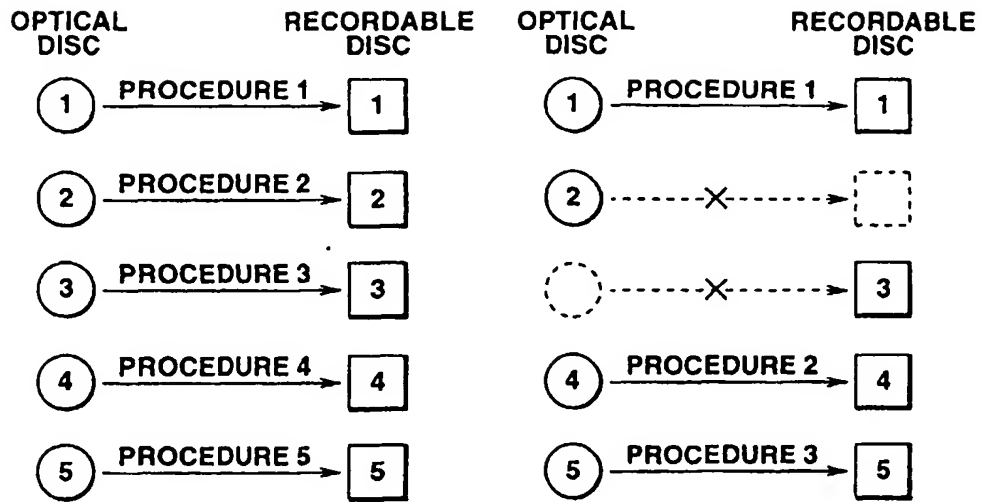 OPTICAL DISC
RECORDABLE DISC
1 PROCEDURE 1 1
2 PROCEDURE 2 2
3 PROCEDURE 3 3
4 PROCEDURE 4 4
5 PROCEDURE 5 5
OPTICAL DISC
RECORDABLE DISC
1 PROCEDURE 1 1
2
3
4 PROCEDURE 2 4
5 PROCEDURE 3 5